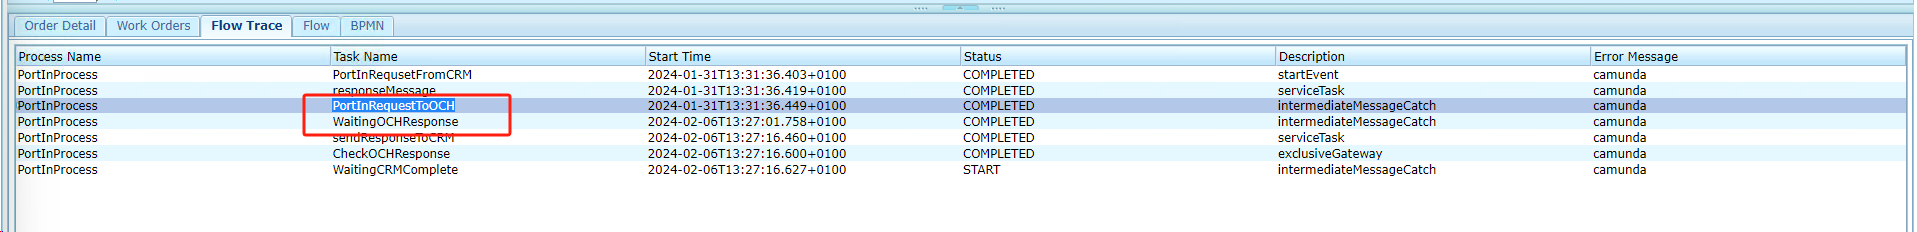 Order Detail Work Orders Flow Trace Flow BPMN
Process Name Task Name Start Time Status Description Error Message
PortInProcess PortInRequsetFromCRM 2024-01-31T13:31:36.403+0100 COMPLETED startEvent camunda
PortInProcess responseMessage 2024-01-31T13:31:36.419+0100 COMPLETED serviceTask camunda
PortInProcess PortInRequestToOCH 2024-01-31T13:31:36.449+0100 COMPLETED intermediateMessageCatch camunda
PortInProcess WaitingOCHResponse 2024-02-06T13:27:01.758+0100 COMPLETED intermediateMessageCatch camunda
PortInProcess sendResponseToCRM 2024-02-06T13:27:16.460+0100 COMPLETED serviceTask camunda
PortInProcess CheckOCHResponse 2024-02-06T13:27:16.600+0100 COMPLETED exclusiveGateway camunda
PortInProcess WaitingCRMComplete 2024-02-06T13:27:16.627+0100 START intermediateMessageCatch camunda